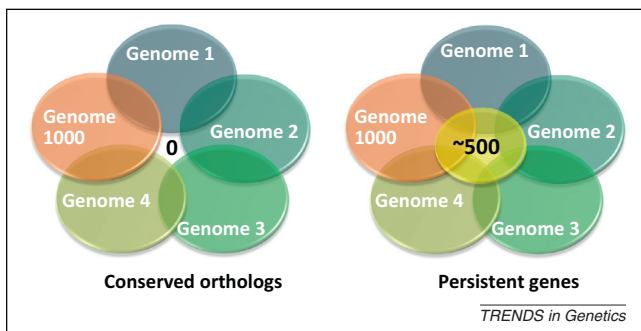 Genome 1
Genome
1000
Genome 2
0
Genome 4
Genome 3
Conserved orthologs
Genome 1
Genome
1000
Genome 2
~500
Genome 4
Genome 3
Persistent genes
TRENDS in Genetics